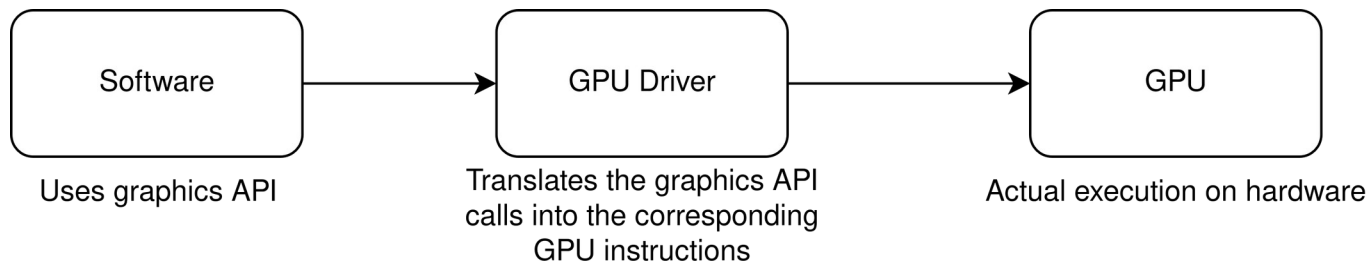 Software
GPU Driver
GPU
Uses graphics API
Translates the graphics API
calls into the corresponding
GPU instructions
Actual execution on hardware